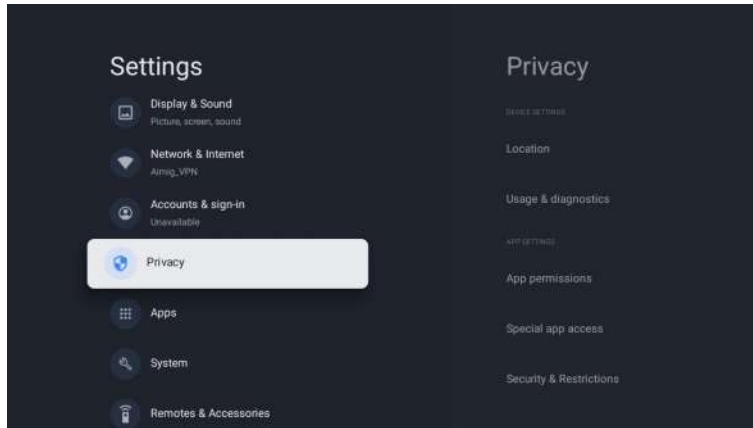 Settings
Display & Sound
Picture, screen, sound
Network & Internet
Aimig_VPN
Accounts & sign-in
Unavailable
Privacy
Apps
System
Remotes & Accessories
Privacy
DEVICE SETTINGS
Location
Usage & diagnostics
APP SETTINGS
App permissions
Special app access
Security & Restrictions